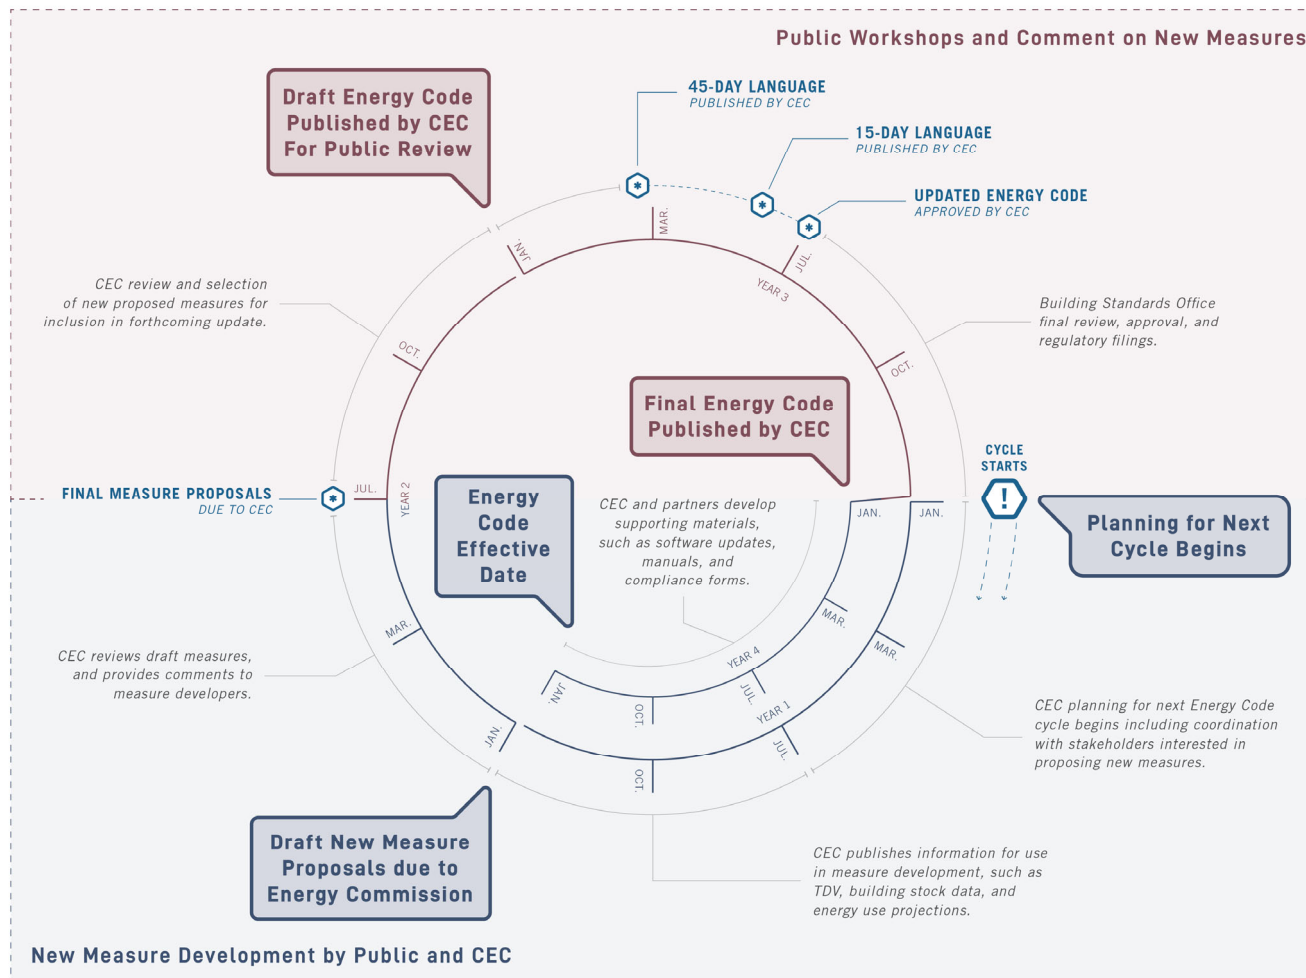 Public Workshops and Comment on New Measures
Draft Energy Code
Published by CEC
For Public Review
45-DAY LANGUAGE
PUBLISHED BY CEC
15-DAY LANGUAGE
PUBLISHED BY CEC
UPDATED ENERGY CODE
APPROVED BY CEC
MAR.
JAN.
JUL.
YEAR 3
CEC review and selection
of new proposed measures for
inclusion in forthcoming update.
Building Standards Office
final review, approval, and
regulatory filings.
OCT.
OCT.
Final Energy Code
Published by CEC
CYCLE
STARTS
!
Planning for Next
Cycle Begins
FINAL MEASURE PROPOSALS
DUE TO CEC
JUL.
YEAR 2
Energy
Code
Effective
Date
CEC and partners develop
supporting materials,
such as software updates,
manuals, and
compliance forms.
JAN.
JAN.
MAR.
MAR.
MAR.
CEC reviews draft measures,
and provides comments to
measure developers.
YEAR 4
JAN.
OCT.
JUL.
YEAR 1
JAN.
OCT.
JUL.
CEC planning for next Energy Code
cycle begins including coordination
with stakeholders interested in
proposing new measures.
Draft New Measure
Proposals due to
Energy Commission
CEC publishes information for use
in measure development, such as
TDV, building stock data, and
energy use projections.
New Measure Development by Public and CEC